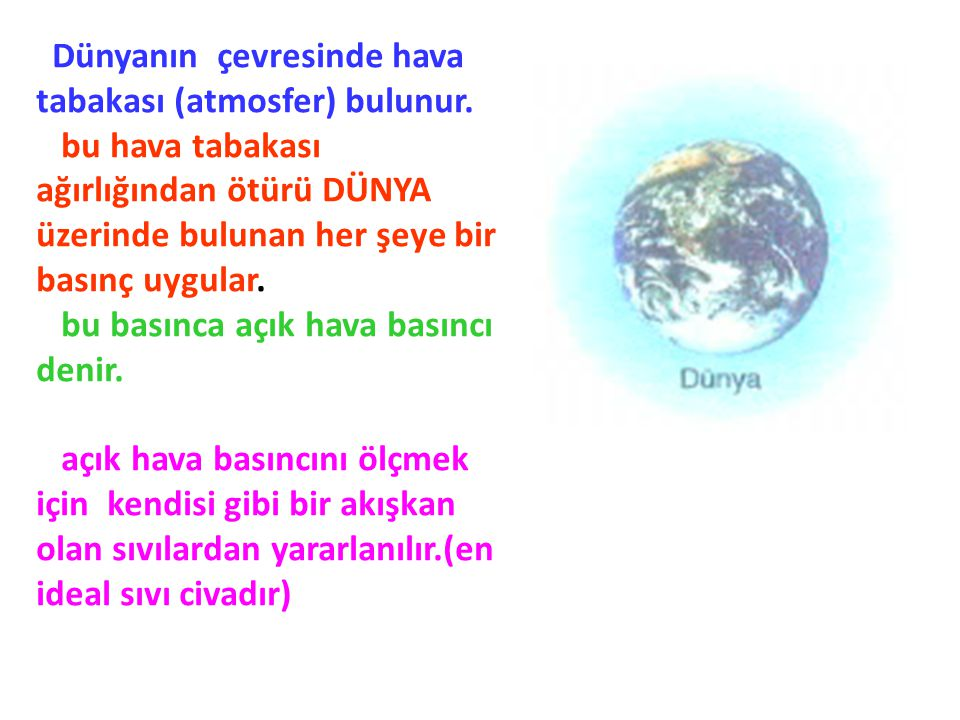 Dünyanın  çevresinde hava
tabakası (atmosfer) bulunur.
bu hava tabakası
ağırlığından ötürü DÜNYA
üzerinde bulunan her şeye bir
basınç uygular.
bu basınca açık hava basıncı
denir.
açık hava basıncını ölçmek
için  kendisi gibi bir akışkan
olan sıvılardan yararlanılır.(en
ideal sıvı civadır)
Dünya